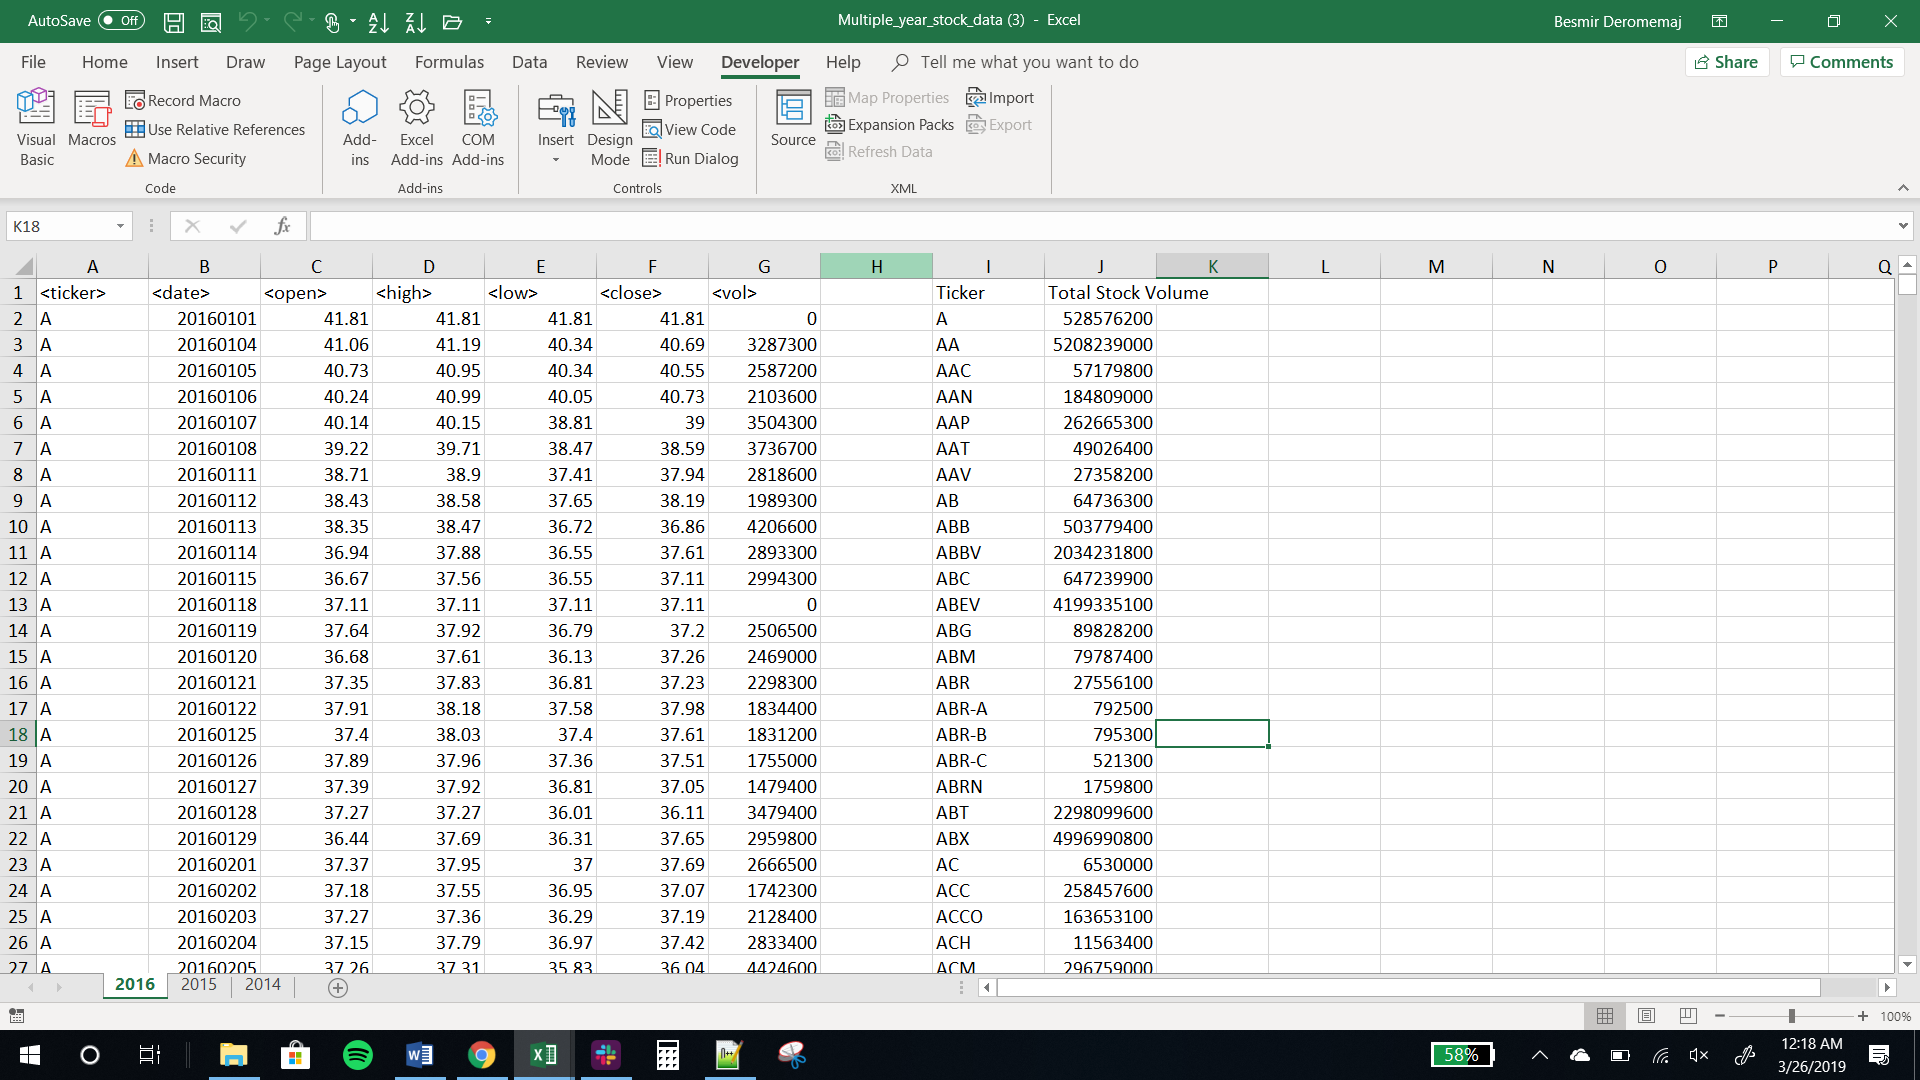 AutoSave Off Multiple_year_stock_data (3) - Excel Besmir Deromemaj
File Home Insert Draw Page Layout Formulas Data Review View Developer Help Tell me what you want to do Share Comments
Visual Basic
Macros
Record Macro
Use Relative References
Macro Security
Code
Add-ins
Excel Add-ins
COM Add-ins
Add-ins
Insert
Design Mode
Properties
View Code
Run Dialog
Controls
Source
Map Properties
Expansion Packs
Refresh Data
Import
Export
XML
K18 fx
A B C D E F G H I J K L M N O P Q
1 <ticker> <date> <open> <high> <low> <close> <vol> Ticker Total Stock Volume
2 A 20160101 41.81 41.81 41.81 41.81 0 A 528576200
3 A 20160104 41.06 41.19 40.34 40.69 3287300 AA 5208239000
4 A 20160105 40.73 40.95 40.34 40.55 2587200 AAC 57179800
5 A 20160106 40.24 40.99 40.05 40.73 2103600 AAN 184809000
6 A 20160107 40.14 40.15 38.81 39 3504300 AAP 262665300
7 A 20160108 39.22 39.71 38.47 38.59 3736700 AAT 49026400
8 A 20160111 38.71 38.9 37.41 37.94 2818600 AAV 27358200
9 A 20160112 38.43 38.58 37.65 38.19 1989300 AB 64736300
10 A 20160113 38.35 38.47 36.72 36.86 4206600 ABB 503779400
11 A 20160114 36.94 37.88 36.55 37.61 2893300 ABBV 2034231800
12 A 20160115 36.67 37.56 36.55 37.11 2994300 ABC 647239900
13 A 20160118 37.11 37.11 37.11 37.11 0 ABEV 4199335100
14 A 20160119 37.64 37.92 36.79 37.2 2506500 ABG 89828200
15 A 20160120 36.68 37.61 36.13 37.26 2469000 ABM 79787400
16 A 20160121 37.35 37.83 36.81 37.23 2298300 ABR 27556100
17 A 20160122 37.91 38.18 37.58 37.98 1834400 ABR-A 792500
18 A 20160125 37.4 38.03 37.4 37.61 1831200 ABR-B 795300
19 A 20160126 37.89 37.96 37.36 37.51 1755000 ABR-C 521300
20 A 20160127 37.39 37.92 36.81 37.05 1479400 ABRN 1759800
21 A 20160128 37.27 37.27 36.01 36.11 3479400 ABT 2298099600
22 A 20160129 36.44 37.69 36.31 37.65 2959800 ABX 4996990800
23 A 20160201 37.37 37.95 37 37.69 2666500 AC 6530000
24 A 20160202 37.18 37.55 36.95 37.07 1742300 ACC 258457600
25 A 20160203 37.27 37.36 36.29 37.19 2128400 ACCO 163653100
26 A 20160204 37.15 37.79 36.97 37.42 2833400 ACH 11563400
27 A 20160205 37.26 37.31 35.83 36.04 4424600 ACM 296759000
2016 2015 2014
100%
58% 12:18 AM
3/26/2019